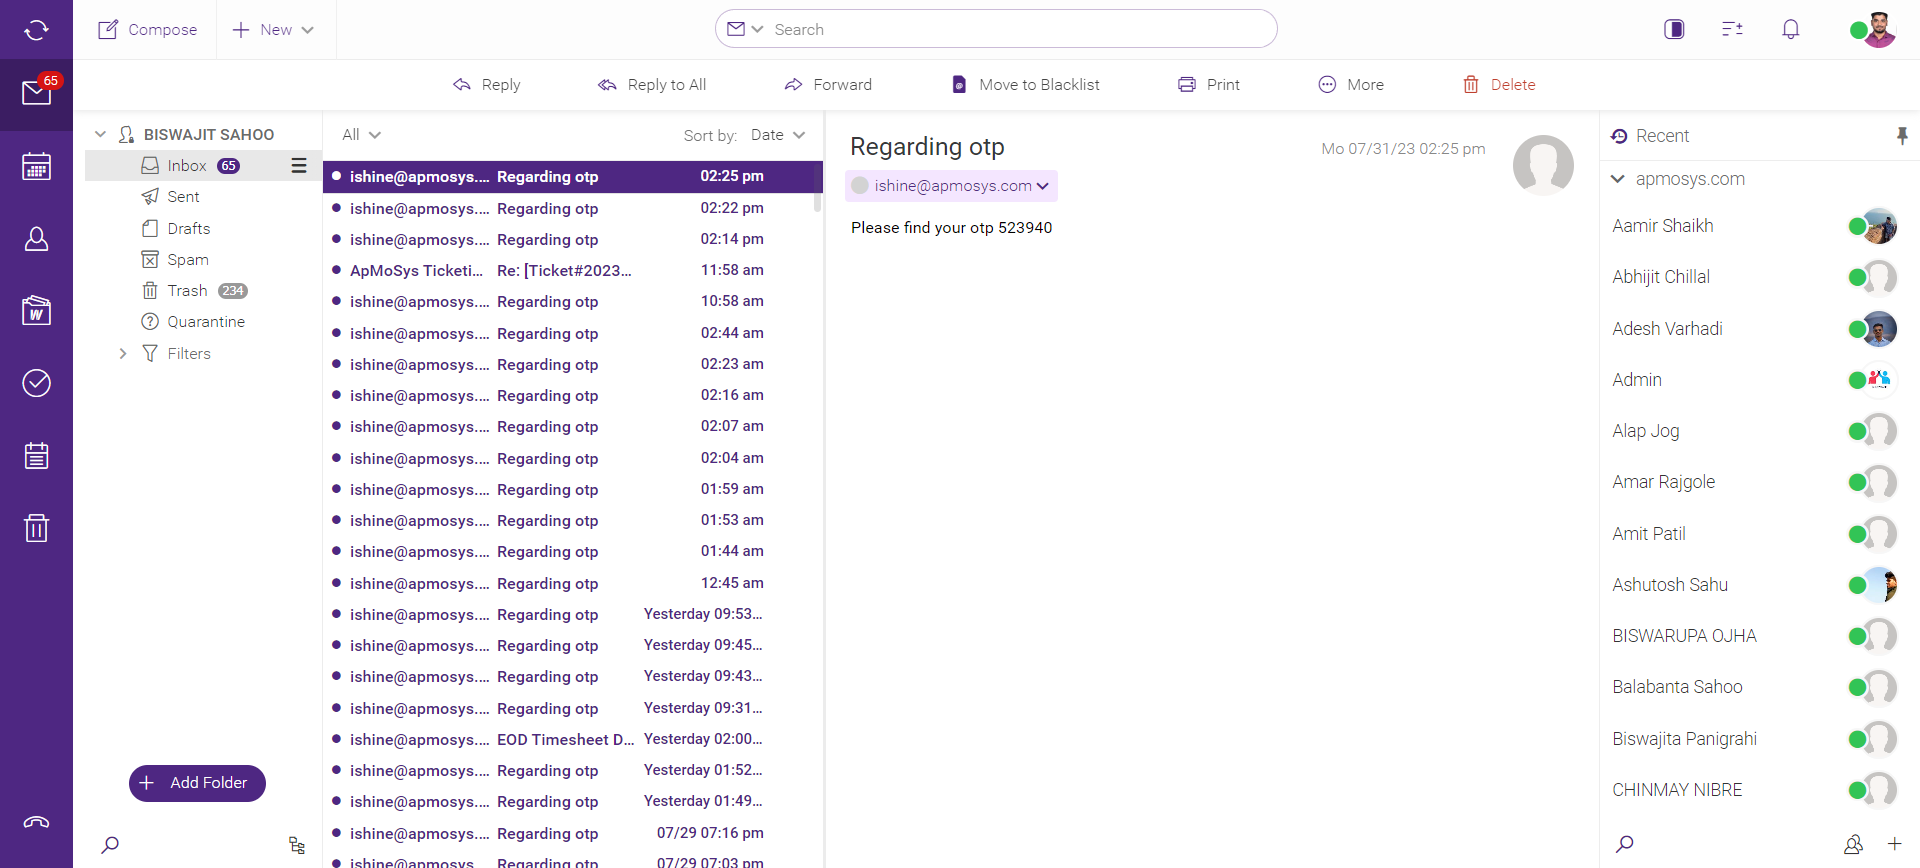 Compose
New
Search
65
Reply
Reply to All
Forward
Move to Blacklist
Print
More
Delete
BISWAJIT SAHOO
Inbox 65
Sent
Drafts
Spam
Trash 234
Quarantine
Filters
Add Folder
All
Sort by: Date
ishine@apmosys.... Regarding otp 02:25 pm
ishine@apmosys.... Regarding otp 02:22 pm
ishine@apmosys.... Regarding otp 02:14 pm
ApMoSys Ticketi... Re: [Ticket#2023... 11:58 am
ishine@apmosys.... Regarding otp 10:58 am
ishine@apmosys.... Regarding otp 02:44 am
ishine@apmosys.... Regarding otp 02:23 am
ishine@apmosys.... Regarding otp 02:16 am
ishine@apmosys.... Regarding otp 02:07 am
ishine@apmosys.... Regarding otp 02:04 am
ishine@apmosys.... Regarding otp 01:59 am
ishine@apmosys.... Regarding otp 01:53 am
ishine@apmosys.... Regarding otp 01:44 am
ishine@apmosys.... Regarding otp 12:45 am
ishine@apmosys.... Regarding otp Yesterday 09:53...
ishine@apmosys.... Regarding otp Yesterday 09:45...
ishine@apmosys.... Regarding otp Yesterday 09:43...
ishine@apmosys.... Regarding otp Yesterday 09:31...
ishine@apmosys.... EOD Timesheet D... Yesterday 02:00...
ishine@apmosys.... Regarding otp Yesterday 01:52...
ishine@apmosys.... Regarding otp Yesterday 01:49...
ishine@apmosys.... Regarding otp 07/29 07:16 pm
ishine@apmosys.... Regarding otp 07/29 07:03 pm
Regarding otp
Mo 07/31/23 02:25 pm
ishine@apmosys.com
Please find your otp 523940
Recent
apmosys.com
Aamir Shaikh
Abhijit Chillal
Adesh Varhadi
Admin
Alap Jog
Amar Rajgole
Amit Patil
Ashutosh Sahu
BISWARUPA OJHA
Balabanta Sahoo
Biswajita Panigrahi
CHINMAY NIBRE